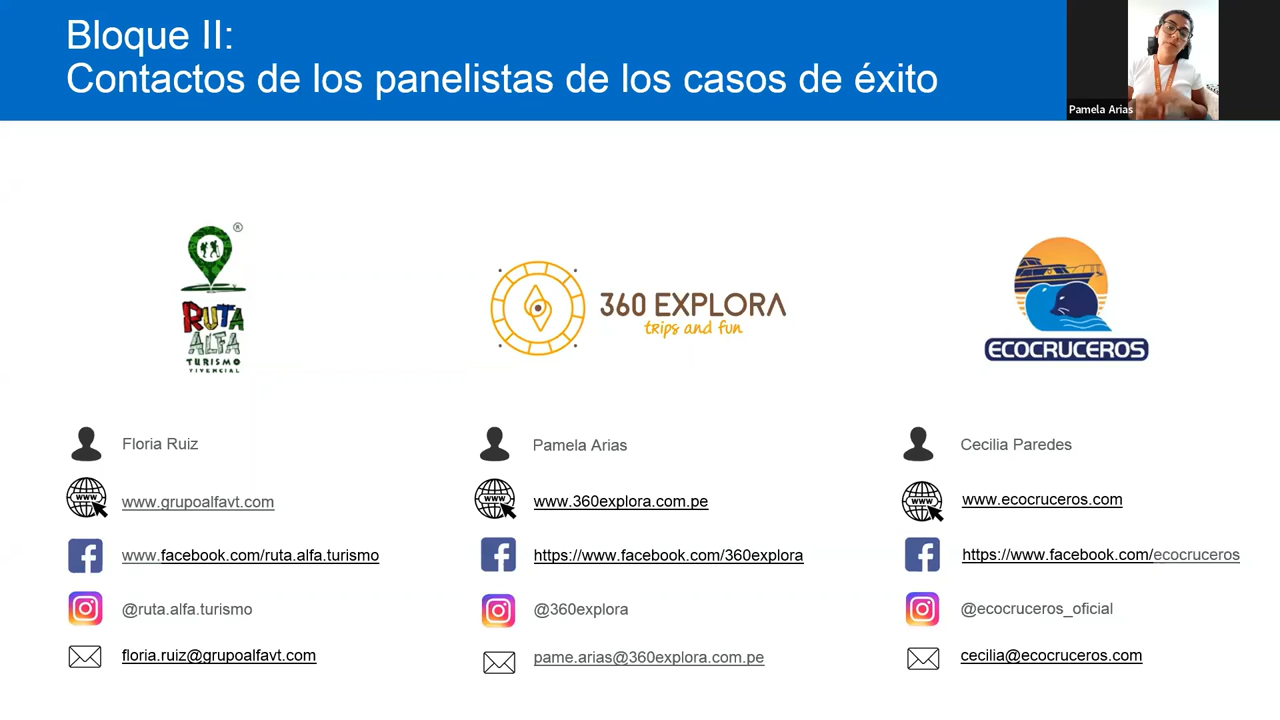 Bloque II:
Contactos de los panelistas de los casos de éxito
Pamela Arias
®
RUTA
ALFA
TURISMO
VIVENCIAL
360 EXPLORA
trips and fun
ECOCRUCEROS
Floria Ruiz
www.grupoalfavt.com
www.facebook.com/ruta.alfa.turismo
@ruta.alfa.turismo
floria.ruiz@grupoalfavt.com
Pamela Arias
www.360explora.com.pe
https://www.facebook.com/360explora
@360explora
pame.arias@360explora.com.pe
Cecilia Paredes
www.ecocruceros.com
https://www.facebook.com/ecocruceros
@ecocruceros_oficial
cecilia@ecocruceros.com
WWW
WWW
WWW